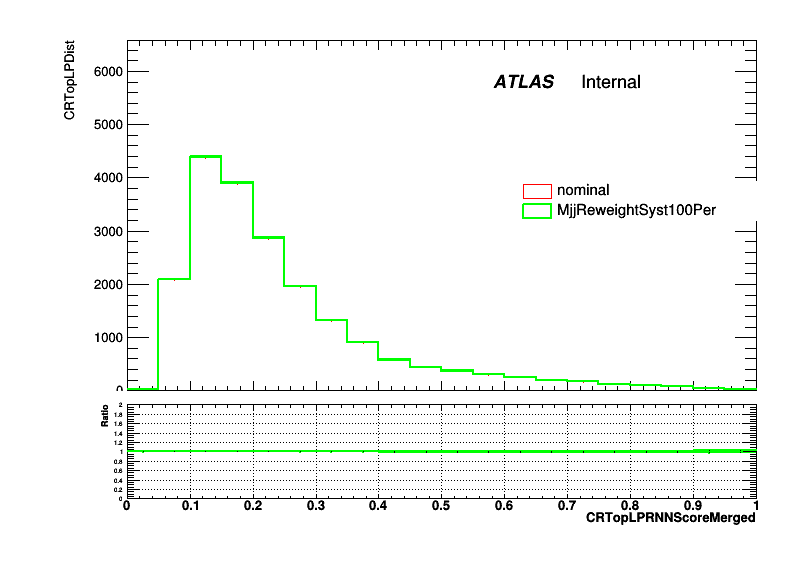 CRTopLPDist
ATLAS Internal
6000
5000
4000
3000
2000
1000
0
nominal
MjjReweightSyst100Per
Ratio
2
1.8
1.6
1.4
1.2
1
0.8
0.6
0.4
0.2
0
0 0.1 0.2 0.3 0.4 0.5 0.6 0.7 0.8 0.9 1
CRTopLPRNNScoreMerged